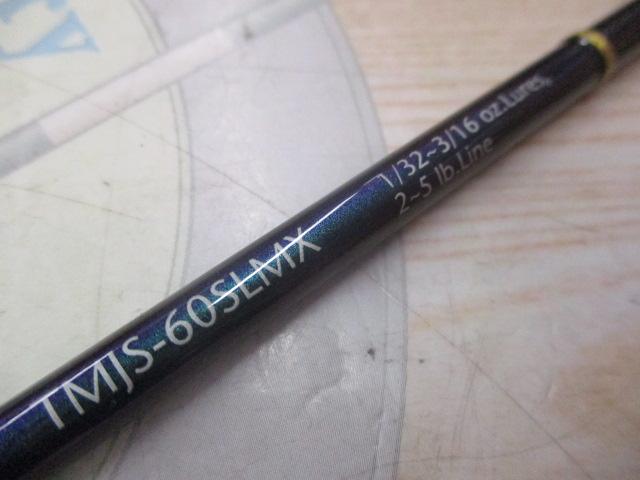 TMJS-60SLMX
1/32~3/16 oz.Lures,
2~5 lb.Line